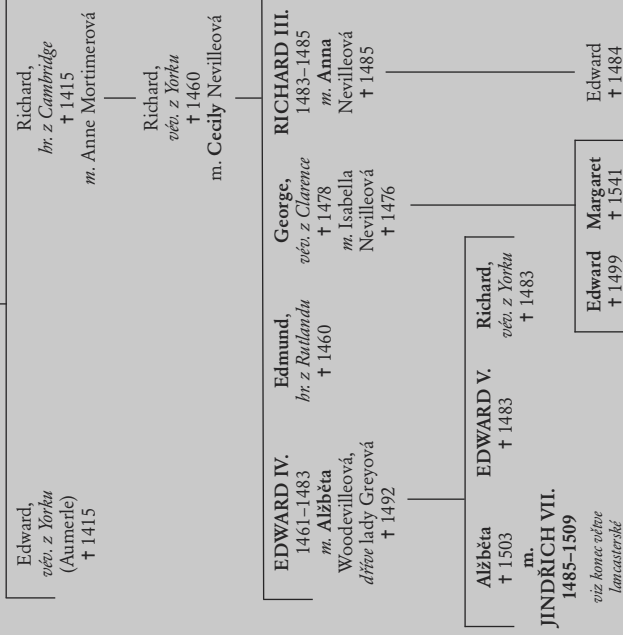 Edward,
vév. z Yorku
(Aumerle)
† 1415
Richard,
hr. z Cambridge
† 1415
m. Anne Mortimerová
Richard,
vév. z Yorku
† 1460
m. Cecily Nevilleová
EDWARD IV.
1461–1483
m. Alžběta
Woodevilleová,
dříve lady Greyová
† 1492
Edmund,
hr. z Rutlandu
† 1460
George,
vév. z Clarence
† 1478
m. Isabella
Nevilleová
† 1476
RICHARD III.
1483–1485
m. Anna
Nevilleová
† 1485
Alžběta
† 1503
m.
JINDŘICH VII.
1485–1509
viz konec větve
lancasterské
EDWARD V.
† 1483
Richard,
vév. z Yorku
† 1483
Edward
† 1499
Margaret
† 1541
Edward
† 1484